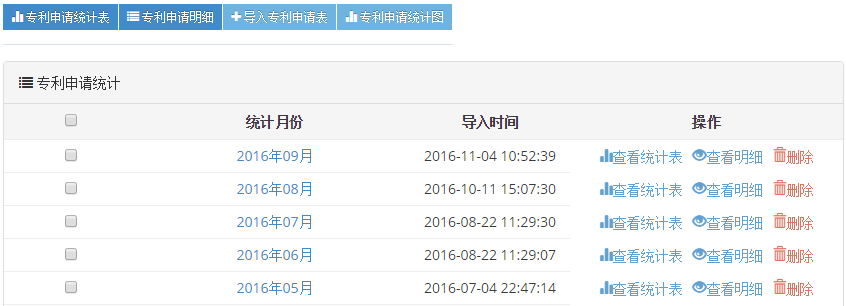 专利申请统计表 专利申请明细 导入专利申请表 专利申请统计图
专利申请统计
统计月份 导入时间 操作
2016年09月 2016-11-04 10:52:39 查看统计表 查看明细 删除
2016年08月 2016-10-11 15:07:30 查看统计表 查看明细 删除
2016年07月 2016-08-22 11:29:30 查看统计表 查看明细 删除
2016年06月 2016-08-22 11:29:07 查看统计表 查看明细 删除
2016年05月 2016-07-04 22:47:14 查看统计表 查看明细 删除